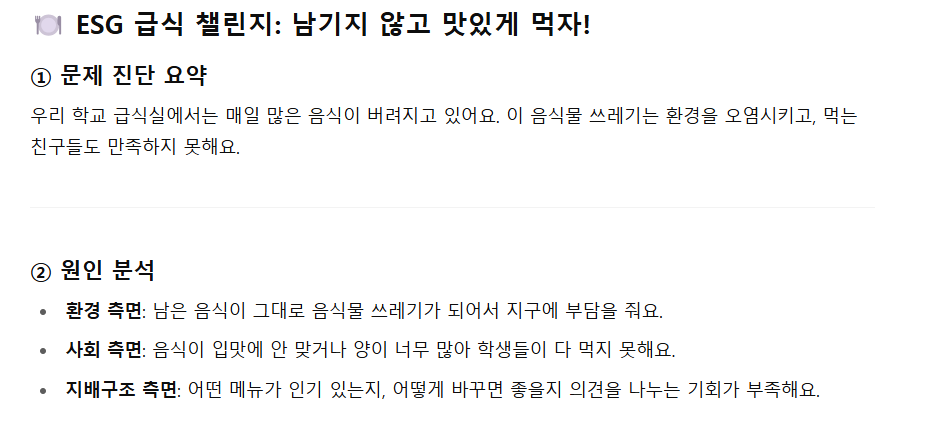 🍽️ ESG 급식 챌린지: 남기지 않고 맛있게 먹자!
① 문제 진단 요약
우리 학교 급식실에서는 매일 많은 음식이 버려지고 있어요. 이 음식물 쓰레기는 환경을 오염시키고, 먹는
친구들도 만족하지 못해요.
② 원인 분석
• 환경 측면: 남은 음식이 그대로 음식물 쓰레기가 되어서 지구에 부담을 줘요.
• 사회 측면: 음식이 입맛에 안 맞거나 양이 너무 많아 학생들이 다 먹지 못해요.
• 지배구조 측면: 어떤 메뉴가 인기 있는지, 어떻게 바꾸면 좋을지 의견을 나누는 기회가 부족해요.